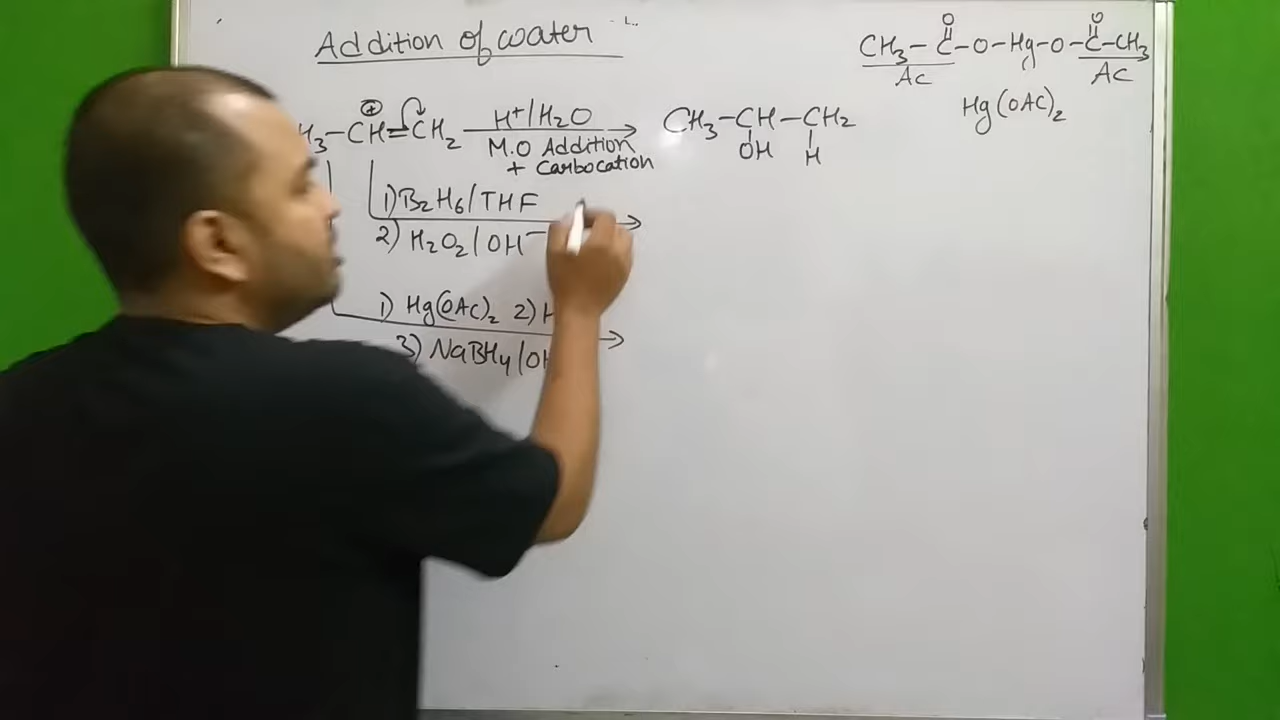 Addition of water
O O
CH3–C–O–Hg–O–C–CH3
Ac Ac
Hg(OAc)2
H3–CH=CH2 H+/H2O CH3–CH–CH2
⊕
M.O Addition OH H
+ Carbocation
1) B2H6/THF
2) H2O2/OH–
1) Hg(OAc)2 2) H
3) NaBH4/OH